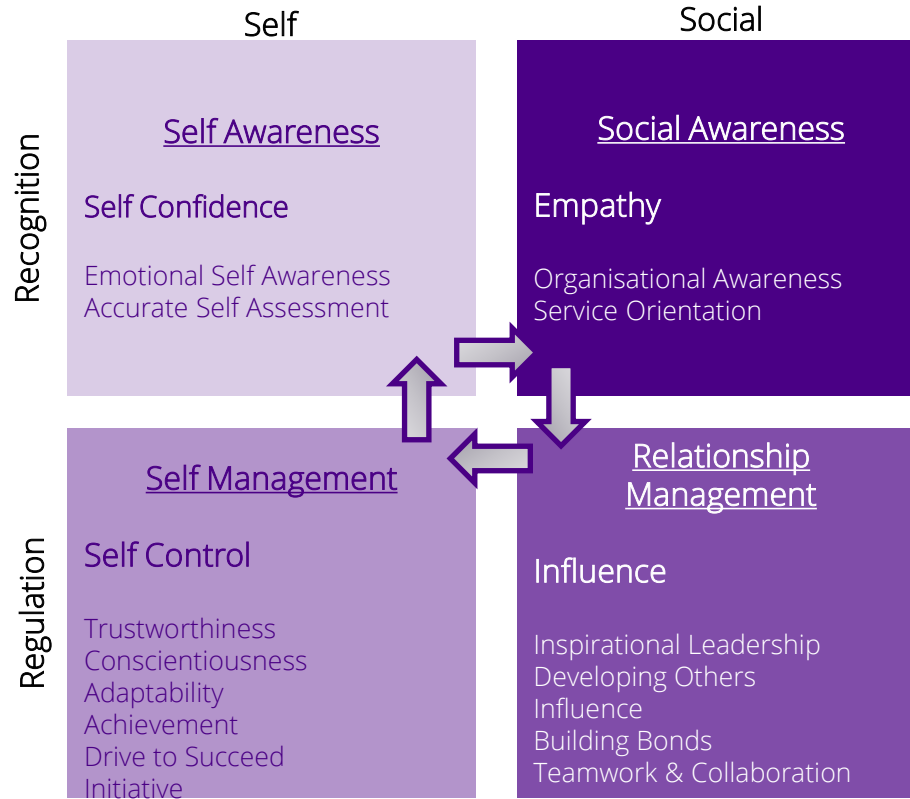 Self
Social
Recognition
Self Awareness
Self Confidence
Emotional Self Awareness
Accurate Self Assessment
Social Awareness
Empathy
Organisational Awareness
Service Orientation
Regulation
Self Management
Self Control
Trustworthiness
Conscientiousness
Adaptability
Achievement
Drive to Succeed
Initiative
Relationship
Management
Influence
Inspirational Leadership
Developing Others
Influence
Building Bonds
Teamwork & Collaboration